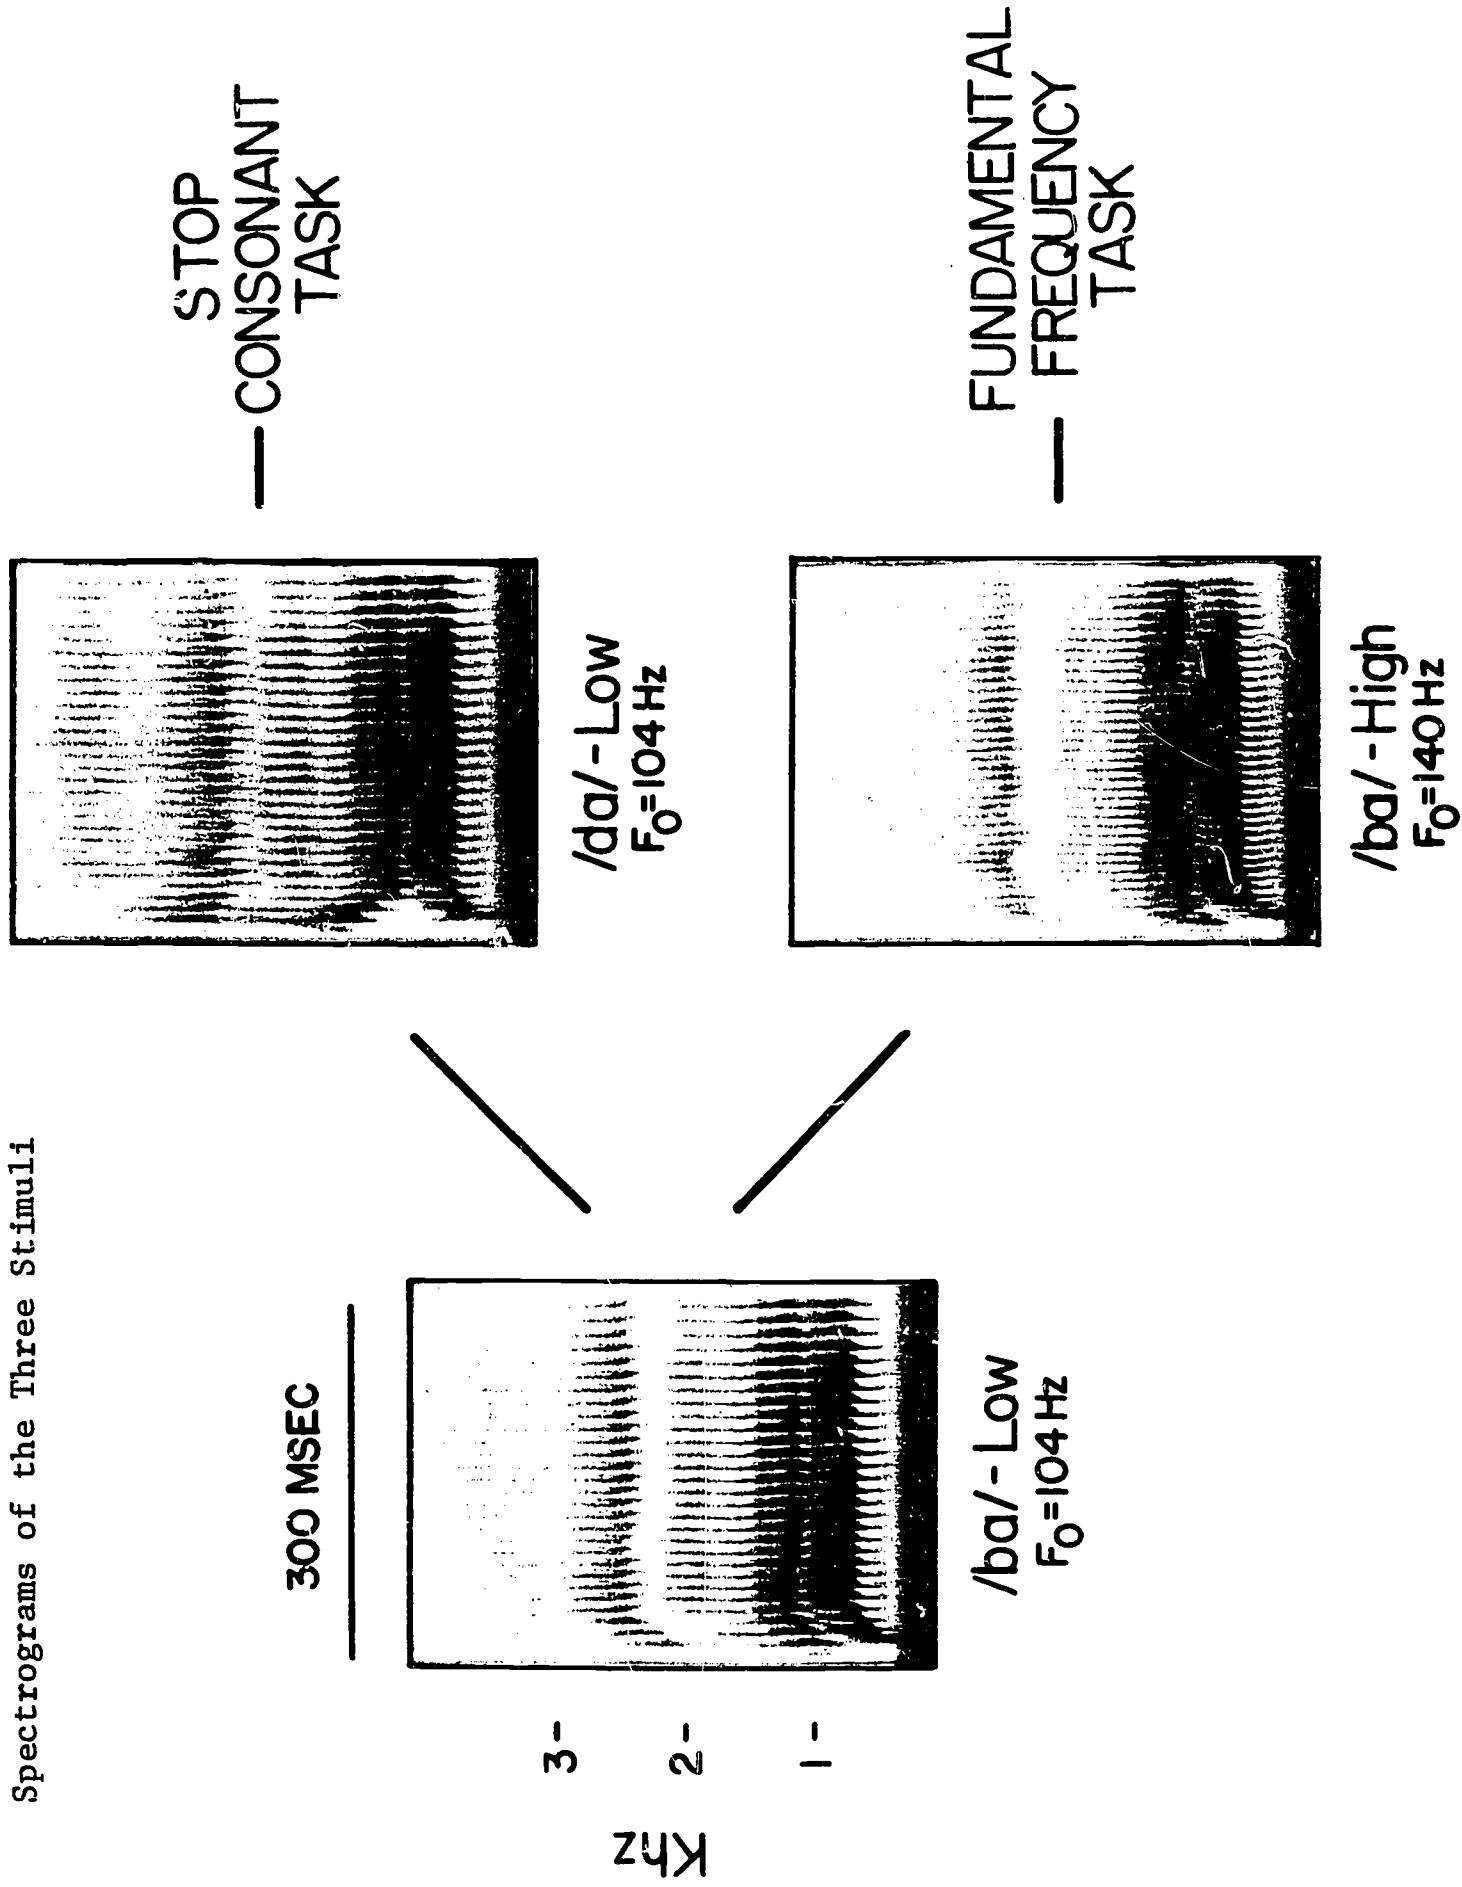 Spectrograms of the Three Stimuli
300 MSEC
Khz
3-
2-
1-
/ba/-Low
F0=104 Hz
/da/-Low
F0=104 Hz
STOP
CONSONANT
TASK
/ba/-High
F0=140 Hz
FUNDAMENTAL
FREQUENCY
TASK